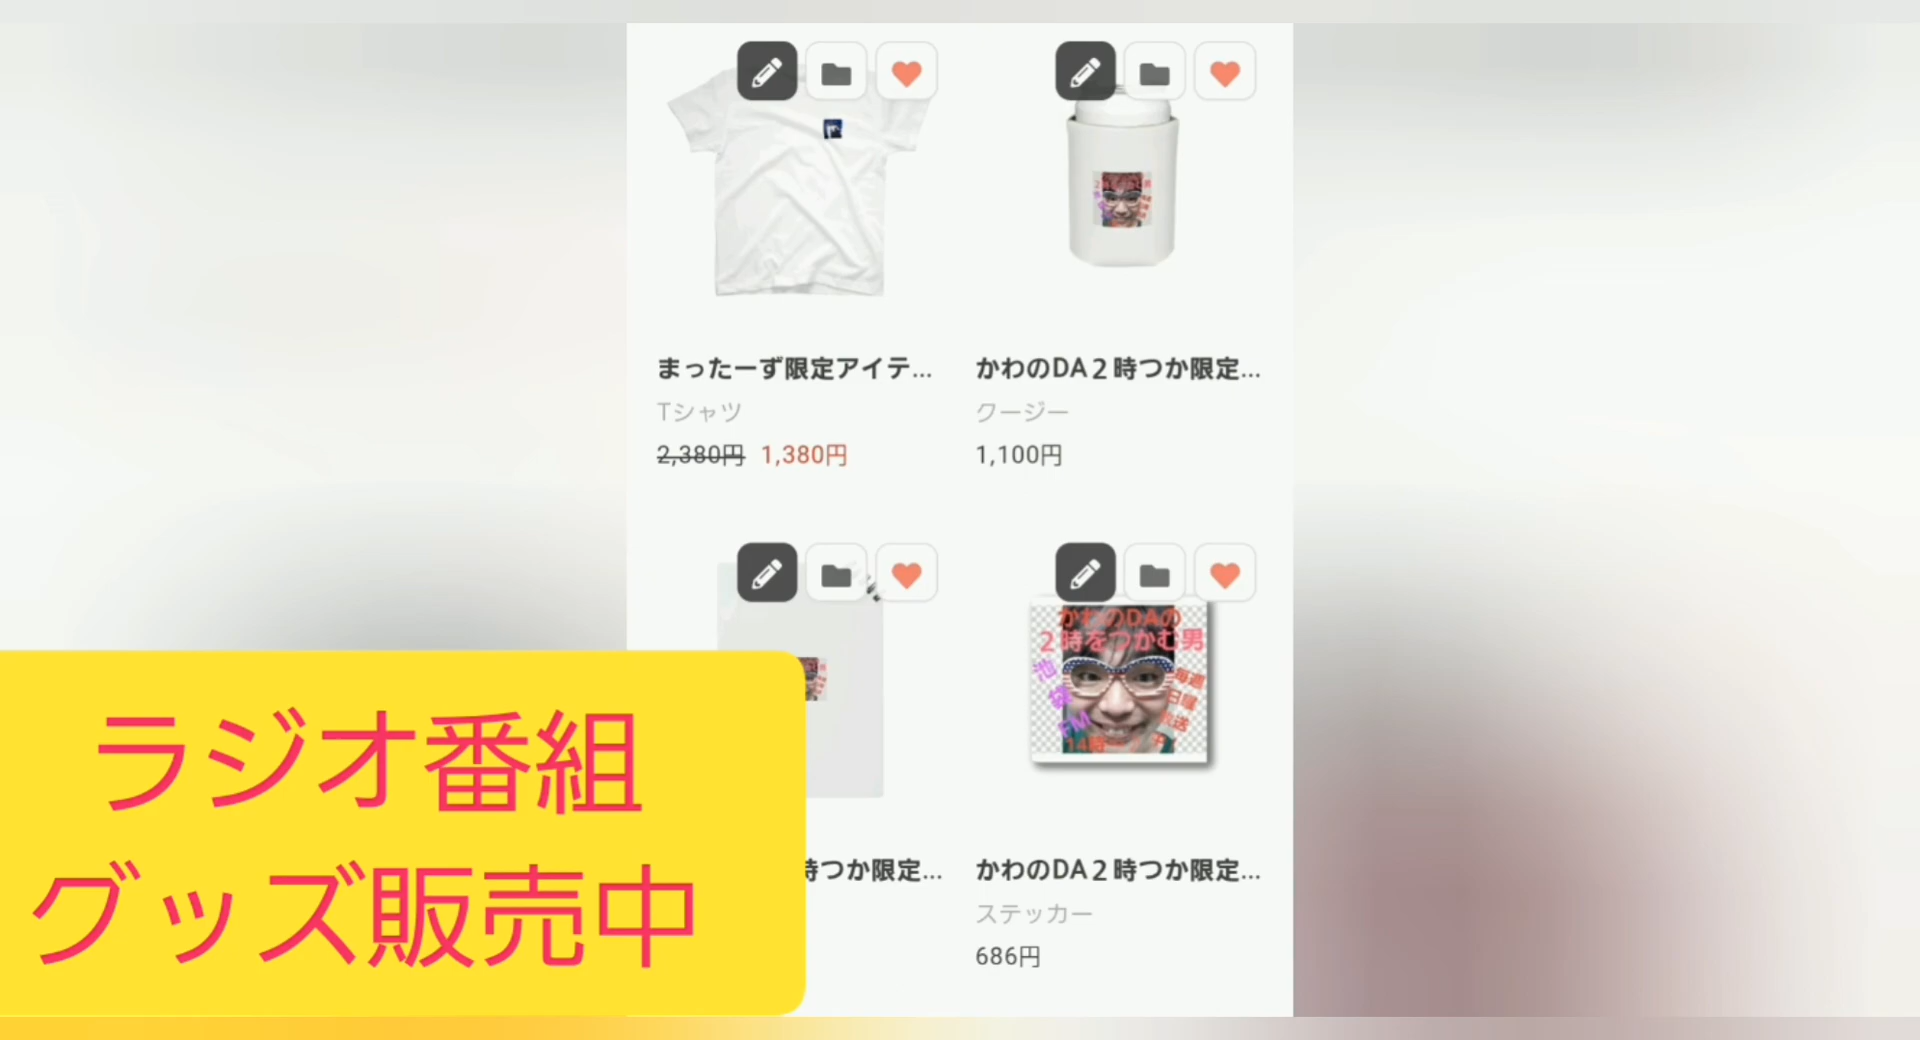 まったーず限定アイテ...
Tシャツ
2,380円 1,380円
かわのDA２時つか限定...
クージー
1,100円
時つか限定...
かわのDAの
２時をつかむ男
池袋FM
毎週
日曜
放送
かわのDA２時つか限定...
ステッカー
686円
ラジオ番組
グッズ販売中